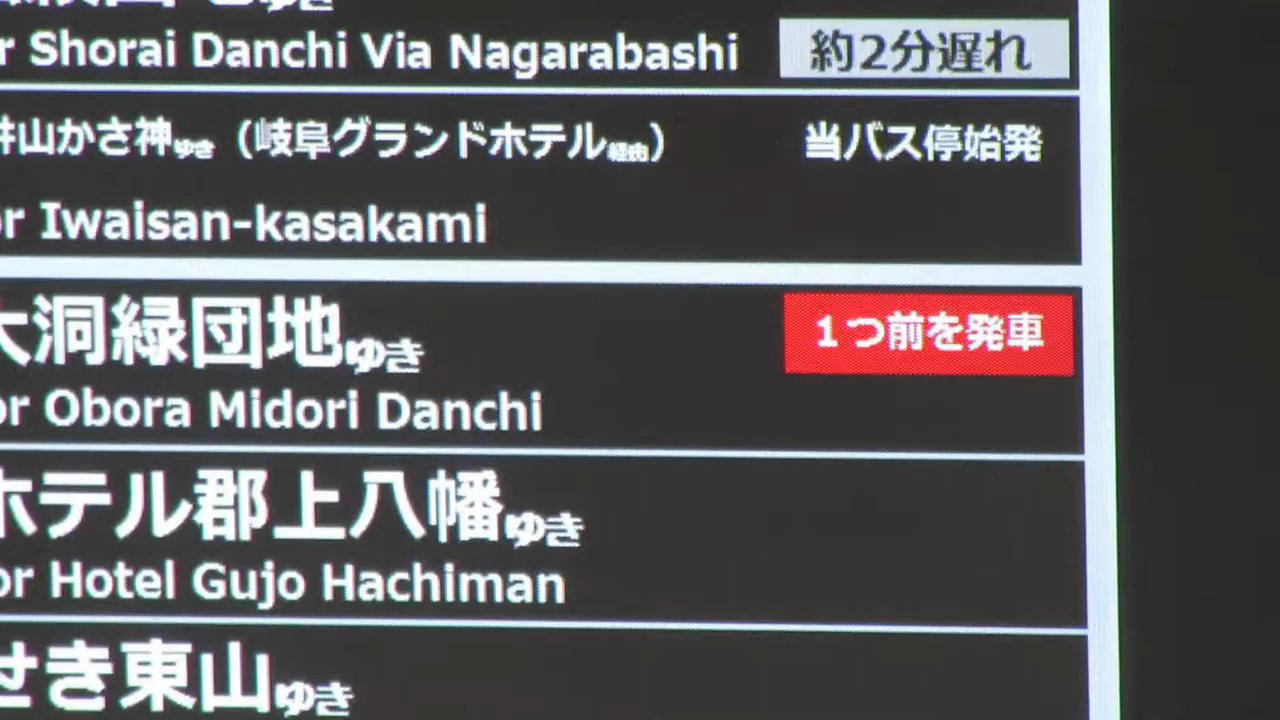 r Shorai Danchi Via Nagarabashi 約2分遅れ
井山かさ神ゆき（岐阜グランドホテル経由） 当バス停始発
or Iwaisan-kasakami
大洞緑団地ゆき 1つ前を発車
or Obora Midori Danchi
ホテル郡上八幡ゆき
or Hotel Gujo Hachiman
せき東山ゆき